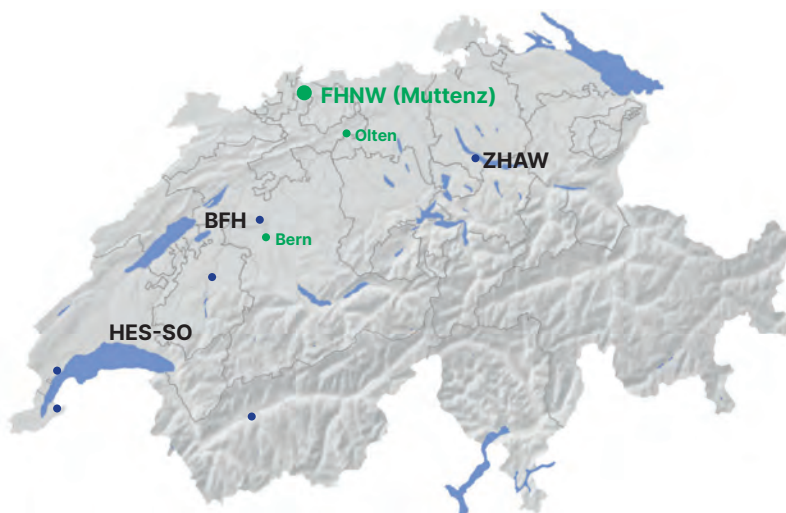 FHNW (Muttenz)
Olten
ZHAW
BFH
Bern
HES-SO